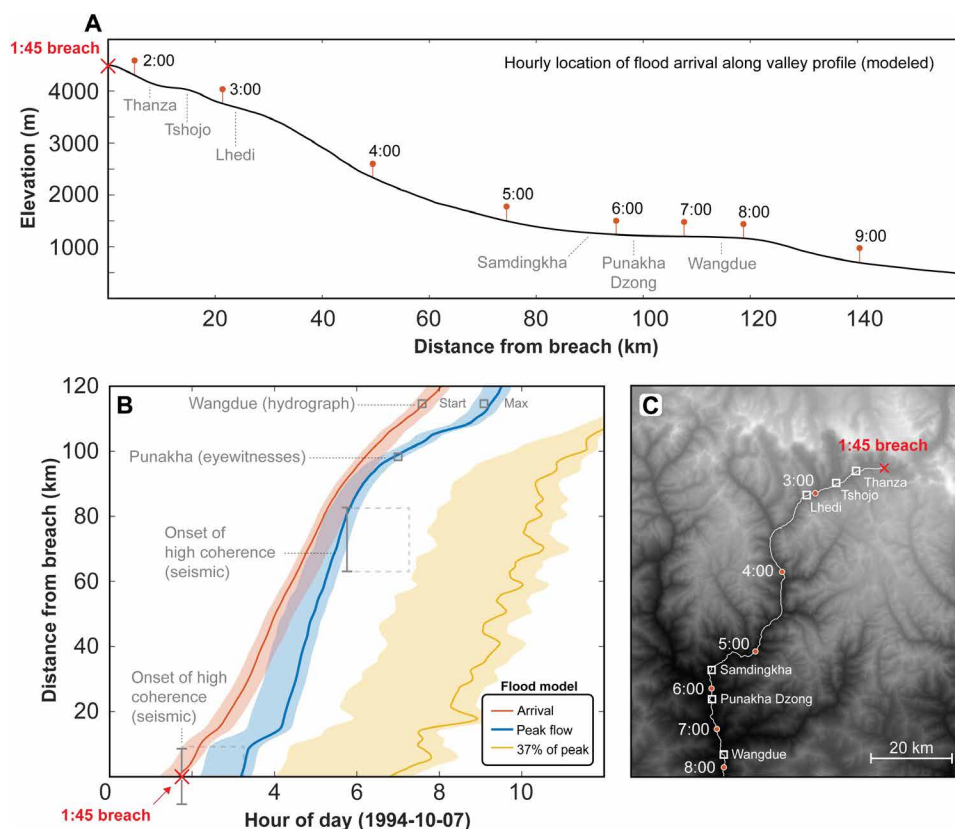 A
1:45 breach
Hourly location of flood arrival along valley profile (modeled)
2:00
3:00
4:00
5:00
6:00
7:00
8:00
9:00
Thanza
Tshojo
Lhedi
Samdingkha
Punakha
Dzong
Wangdue
4000
3000
2000
1000
Elevation (m)
20
40
60
80
100
120
140
Distance from breach (km)
B
Wangdue (hydrograph)
Start
Max
Punakha (eyewitnesses)
Onset of
high coherence
(seismic)
Onset of high
coherence
(seismic)
Flood model
Arrival
Peak flow
37% of peak
120
100
80
60
40
20
Distance from breach (km)
0
2
4
6
8
10
1:45 breach
Hour of day (1994-10-07)
C
1:45 breach
Thanza
Tshojo
3:00
Lhedi
4:00
5:00
Samdingkha
6:00
Punakha Dzong
7:00
Wangdue
8:00
20 km